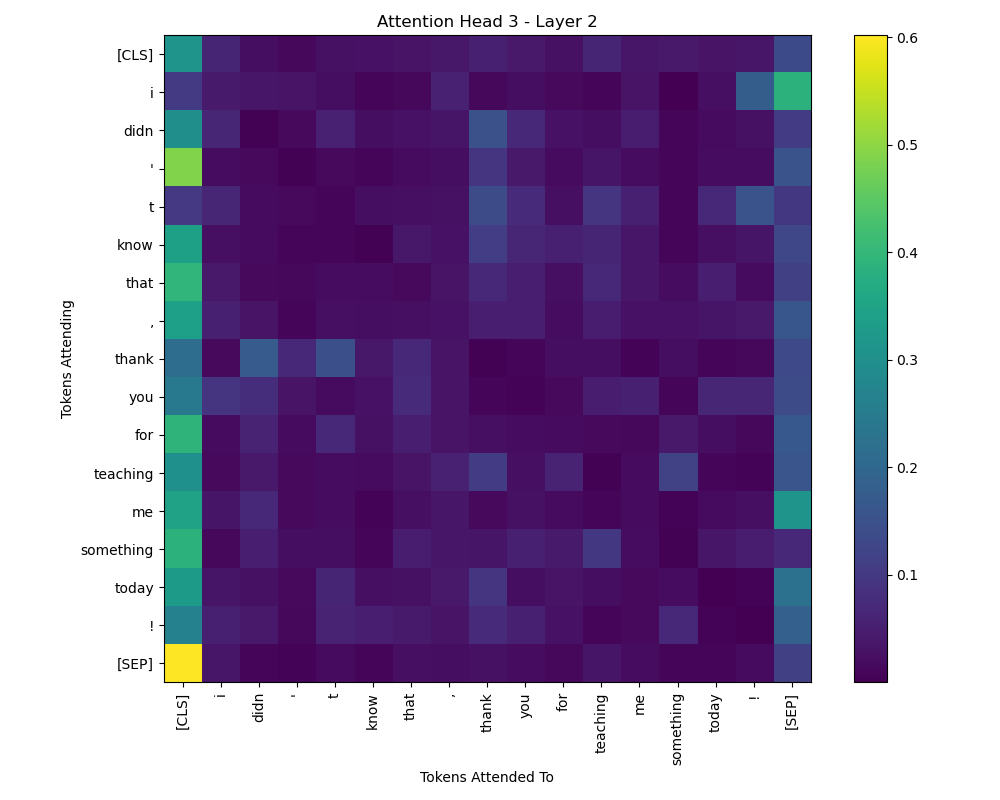 Attention Head 3 - Layer 2
Tokens Attending
[CLS]
i
didn
'
t
know
that
,
thank
you
for
teaching
me
something
today
!
[SEP]
[CLS]
i
didn
'
t
know
that
,
thank
you
for
teaching
me
something
today
!
[SEP]
Tokens Attended To
0.6
0.5
0.4
0.3
0.2
0.1